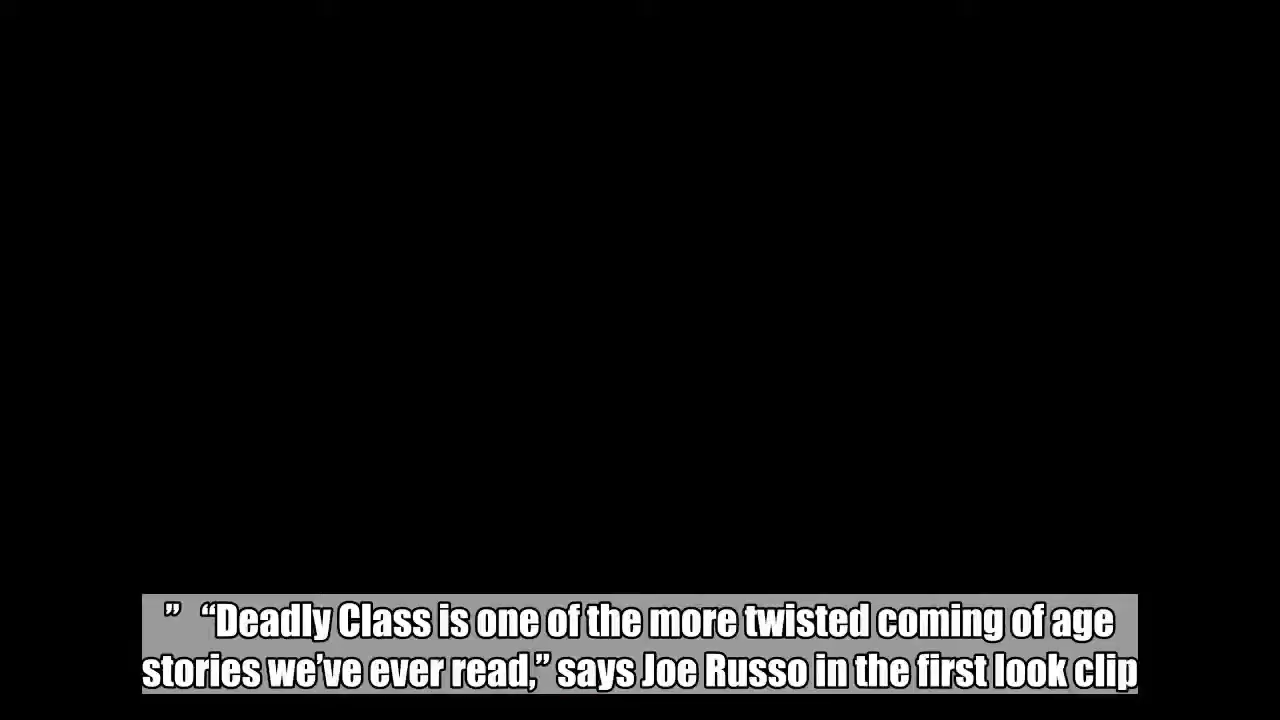 ” “Deadly Class is one of the more twisted coming of age
stories we’ve ever read,” says Joe Russo in the first look clip